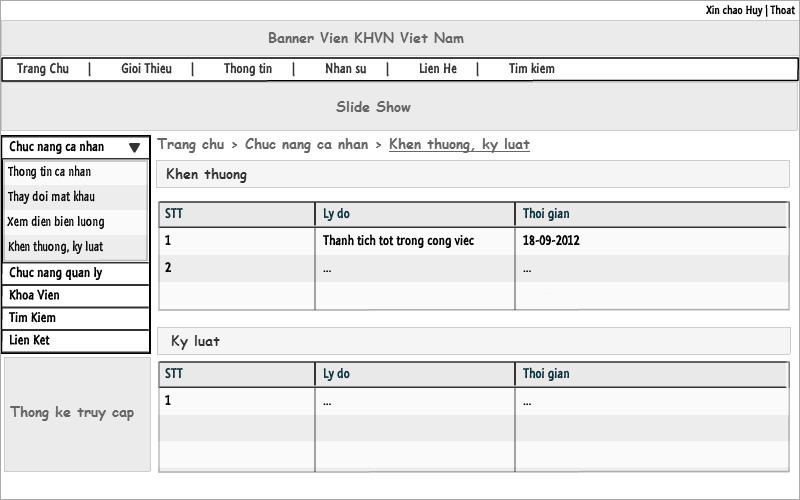 Xin chao Huy | Thoat
Banner Vien KHVN Viet Nam
Trang Chu | Gioi Thieu | Thong tin | Nhan su | Lien He | Tim kiem
Slide Show
Chuc nang ca nhan
Thong tin ca nhan
Thay doi mat khau
Xem dien bien luong
Khen thuong, ky luat
Chuc nang quan ly
Khoa Vien
Tim Kiem
Lien Ket
Thong ke truy cap
Trang chu > Chuc nang ca nhan > Khen thuong, ky luat
Khen thuong
STT Ly do Thoi gian
1 Thanh tich tot trong cong viec 18-09-2012
2 ... ...
Ky luat
STT Ly do Thoi gian
1 ... ...